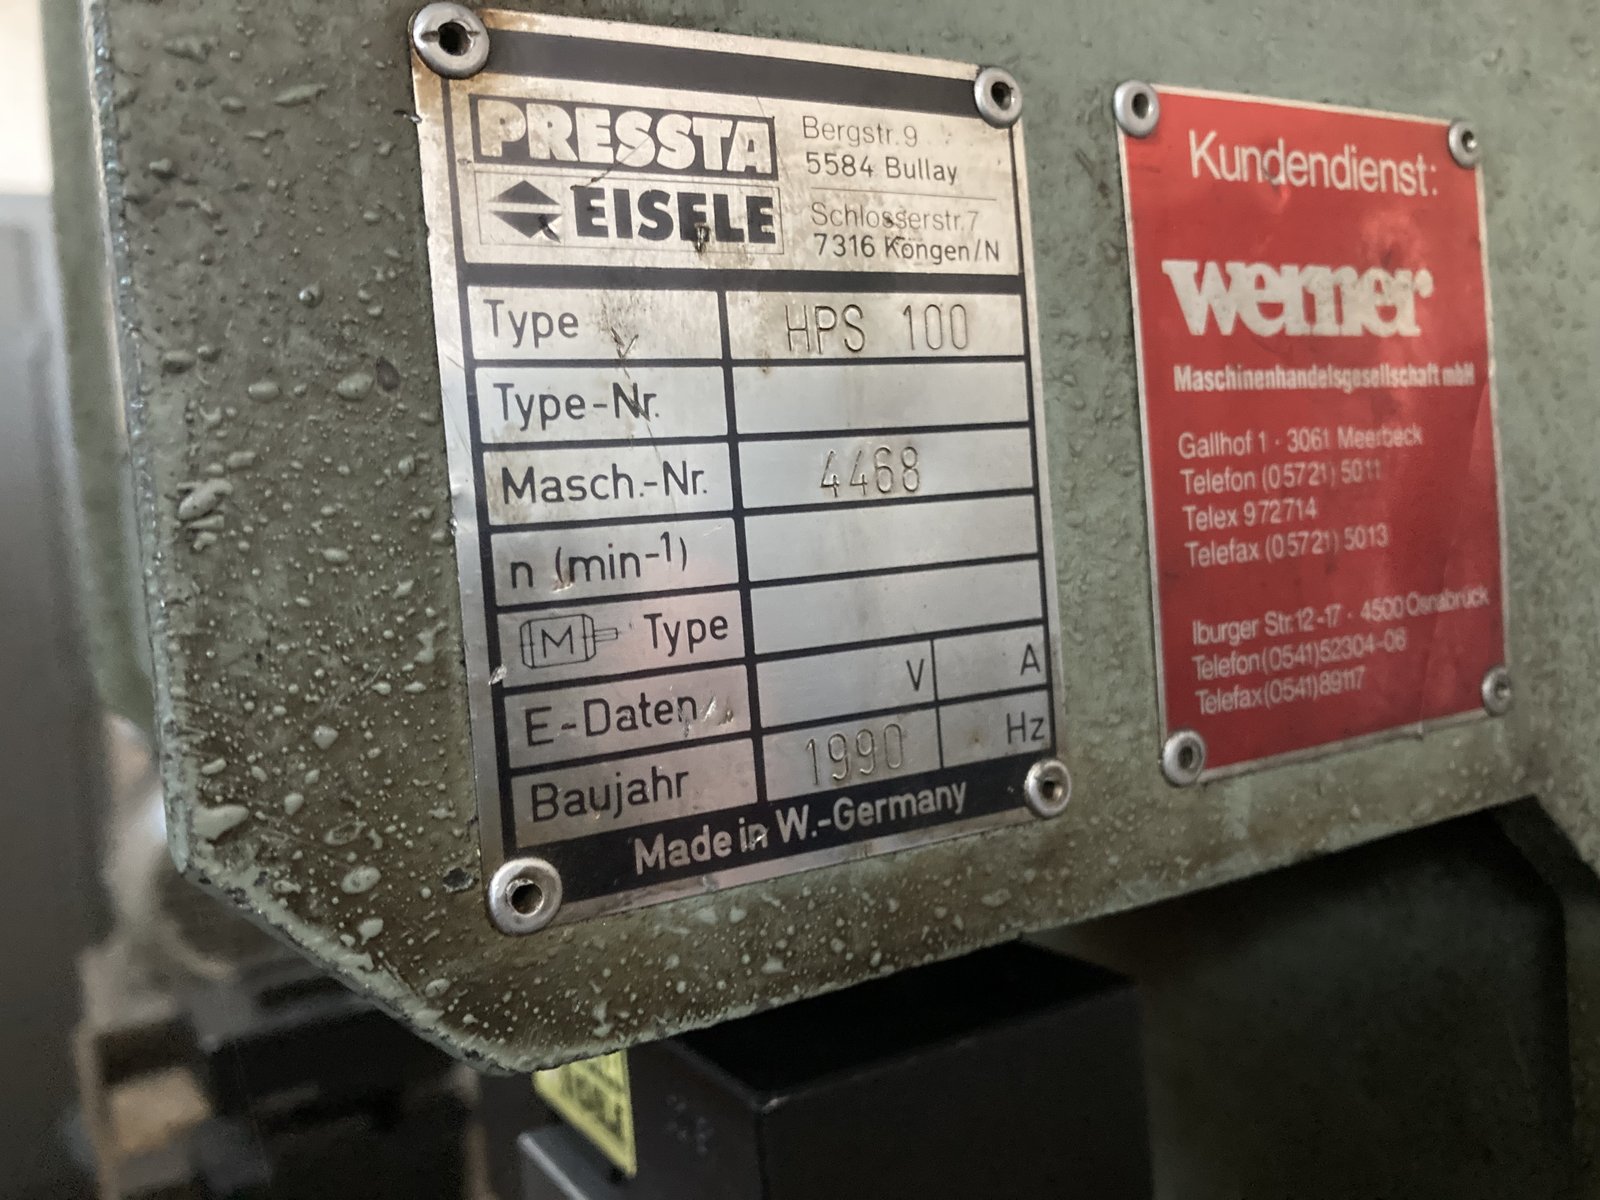 PRESSTA
EISELE
Bergstr. 9
5584 Bullay
Schlosserstr. 7
7316 Köngen/N
Type HPS 100
Type-Nr.
Masch.-Nr. 4468
n (min-1)
M Type
E-Daten V A
Baujahr 1990 Hz
Made in W.-Germany
Kundendienst:
werner
Maschinenhandelsgesellschaft mbH
Gallhof 1 · 3061 Meerbeck
Telefon (05721) 5011
Telex 972714
Telefax (05721) 5013
Iburger Str. 12-17 · 4500 Osnabrück
Telefon (0541) 52304-06
Telefax (0541) 89117